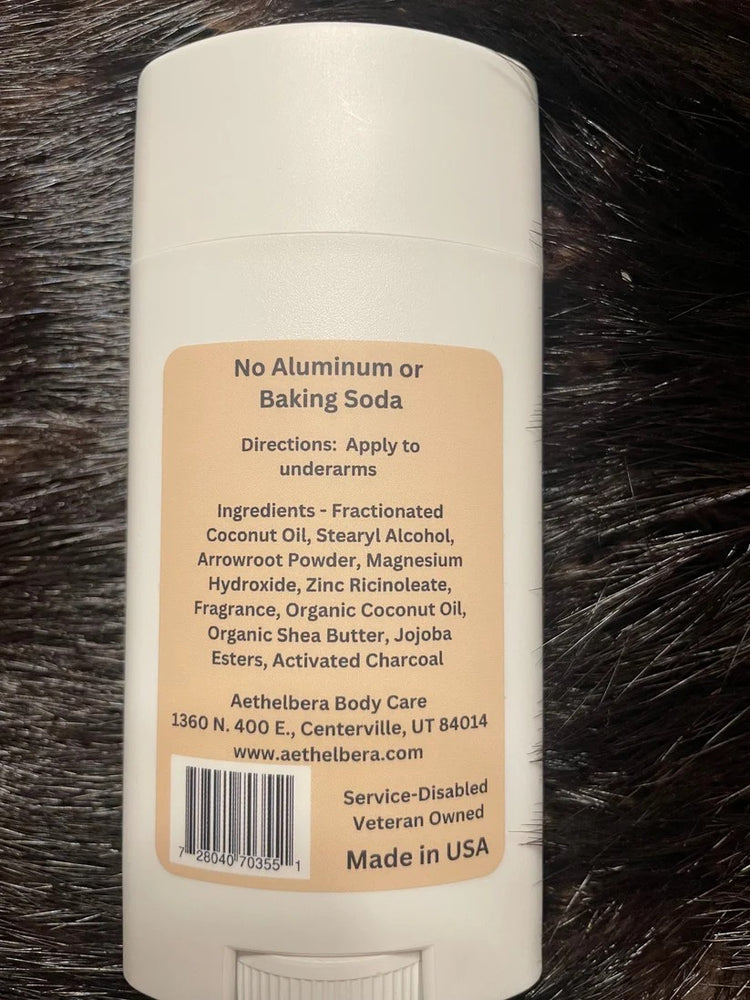 No Aluminum or
Baking Soda
Directions: Apply to
underarms
Ingredients - Fractionated
Coconut Oil, Stearyl Alcohol,
Arrowroot Powder, Magnesium
Hydroxide, Zinc Ricinoleate,
Fragrance, Organic Coconut Oil,
Organic Shea Butter, Jojoba
Esters, Activated Charcoal
Aethelbera Body Care
1360 N. 400 E., Centerville, UT 84014
www.aethelbera.com
Service-Disabled
Veteran Owned
Made in USA
7 28040 70355 1